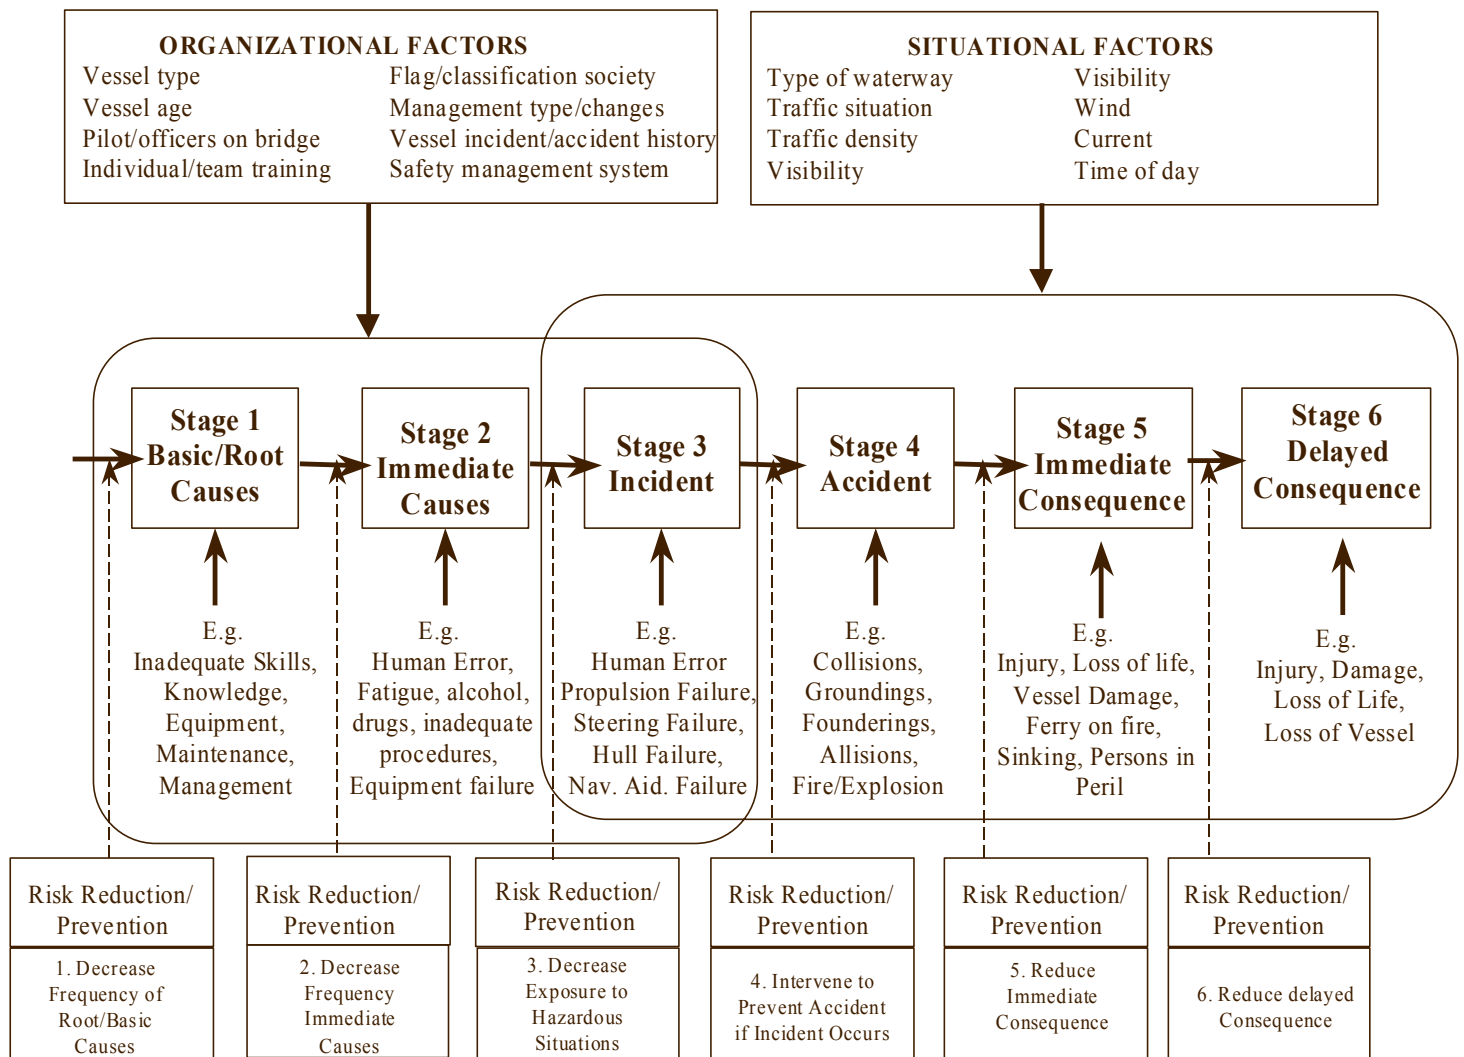 ORGANIZATIONAL FACTORS
Vessel type
Vessel age
Pilot/officers on bridge
Individual/team training
Flag/classification society
Management type/changes
Vessel incident/accident history
Safety management system
SITUATIONAL FACTORS
Type of waterway
Traffic situation
Traffic density
Visibility
Visibility
Wind
Current
Time of day
Stage 1
Basic/Root
Causes
Stage 2
Immediate
Causes
Stage 3
Incident
Stage 4
Accident
Stage 5
Immediate
Consequence
Stage 6
Delayed
Consequence
E.g.
Inadequate Skills,
Knowledge,
Equipment,
Maintenance,
Management
E.g.
Human Error,
Fatigue, alcohol,
drugs, inadequate
procedures,
Equipment failure
E.g.
Human Error
Propulsion Failure,
Steering Failure,
Hull Failure,
Nav. Aid. Failure
E.g.
Collisions,
Groundings,
Founderings,
Allisions,
Fire/Explosion
E.g.
Injury, Loss of life,
Vessel Damage,
Ferry on fire,
Sinking, Persons in
Peril
E.g.
Injury, Damage,
Loss of Life,
Loss of Vessel
Risk Reduction/
Prevention
1. Decrease
Frequency of
Root/Basic
Causes
Risk Reduction/
Prevention
2. Decrease
Frequency
Immediate
Causes
Risk Reduction/
Prevention
3. Decrease
Exposure to
Hazardous
Situations
Risk Reduction/
Prevention
4. Intervene to
Prevent Accident
if Incident Occurs
Risk Reduction/
Prevention
5. Reduce
Immediate
Consequence
Risk Reduction/
Prevention
6. Reduce delayed
Consequence